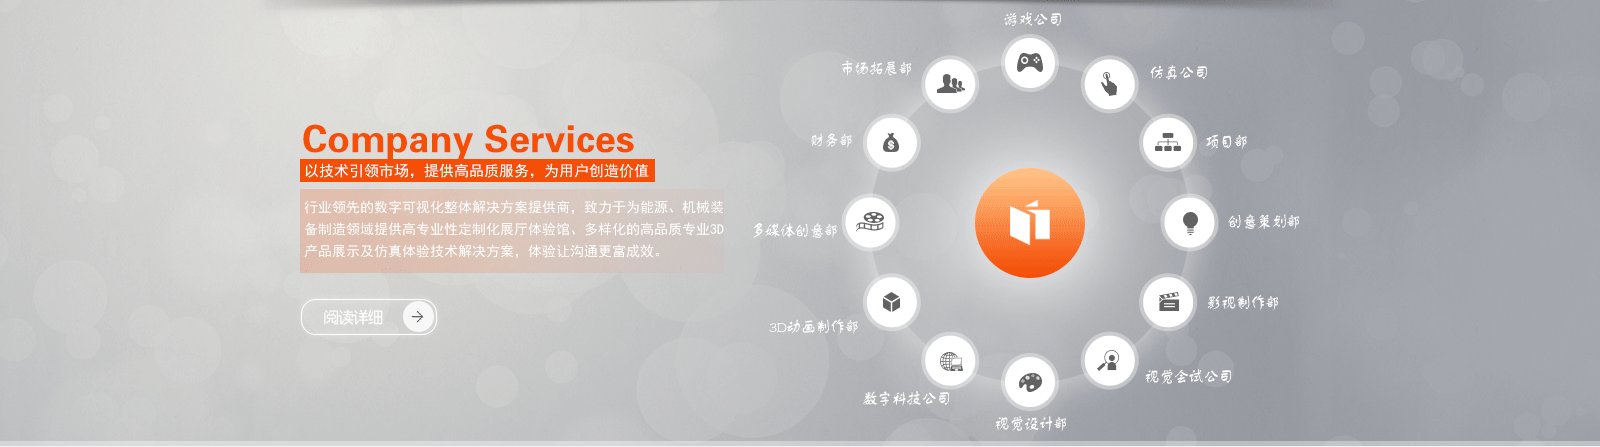 Company Services
以技术引领市场，提供高品质服务，为用户创造价值
行业领先的数字可视化整体解决方案提供商，致力于为能源、机械装
备制造领域提供高专业性定制化展厅体验馆、多样化的高品质专业3D
产品展示及仿真体验技术解决方案，体验让沟通更富成效。
阅读详细
游戏公司
仿真公司
项目部
创意策划部
影视制作部
视觉会试公司
视觉设计部
数字科技公司
3D动画制作部
多媒体创意部
财务部
市场拓展部